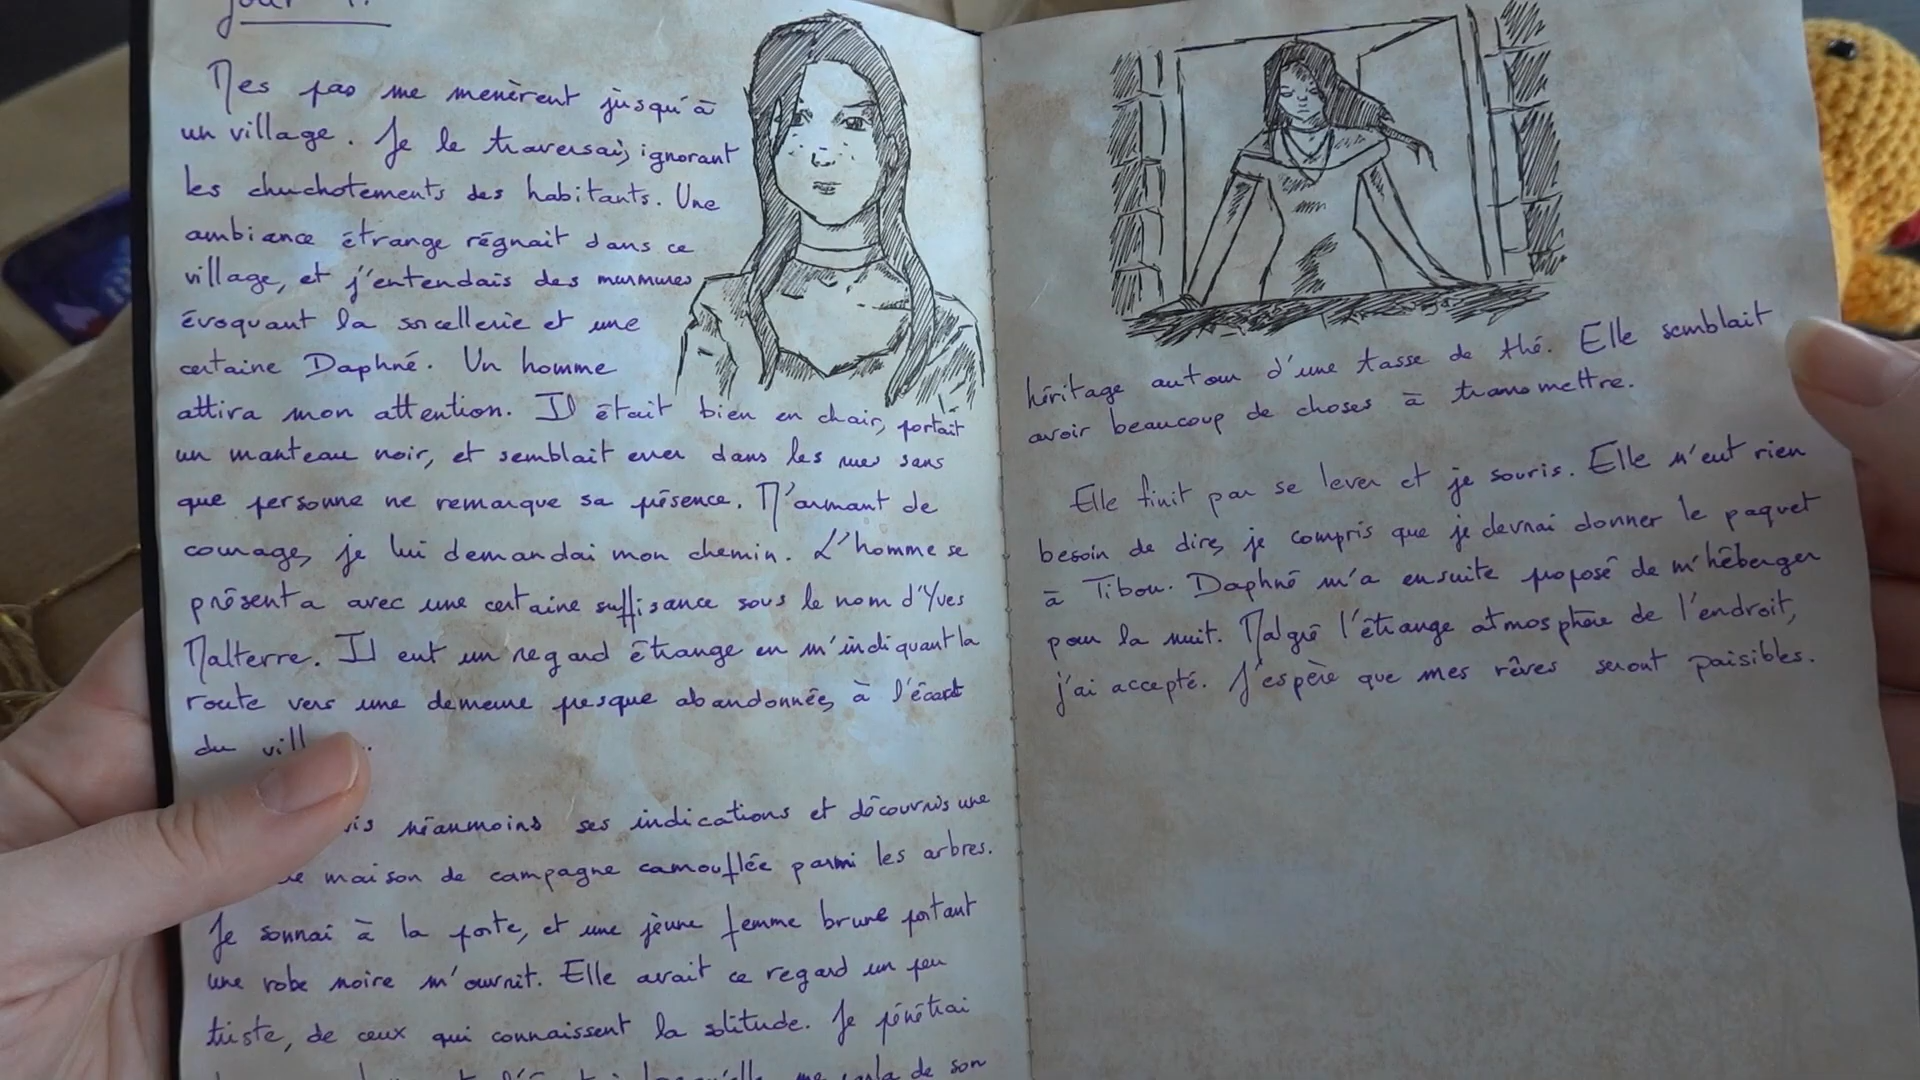 Mes pas me menèrent jusqu'à
un village. Je le traversais, ignorant
les chuchotements des habitants. Une
ambiance étrange régnait dans ce
village, et j'entendais des murmures
évoquant la sorcellerie et une
certaine Daphné. Un homme
attira mon attention. Il était bien en chair, portait
un manteau noir, et semblait errer dans les rues sans
que personne ne remarque sa présence. M'armant de
courage, je lui demandai mon chemin. L'homme se
présenta avec une certaine suffisance sous le nom d'Yves
Malterre. Il eut un regard étrange en m'indiquant la
route vers une demeure presque abandonnée, à l'écart
du
néanmoins ses indications et découvris une
maison de campagne camouflée parmi les arbres.
Je sonnai à la porte, et une jeune femme brune portant
une robe noire m'ouvrit. Elle avait ce regard un peu
triste, de ceux qui connaissent la solitude. Je pénétrai
me parla de son
héritage autour d'une tasse de thé. Elle semblait
avoir beaucoup de choses à transmettre.
Elle finit par se lever et je souris. Elle n'eut rien
besoin de dire, je compris que je devrai donner le paquet
à Tibou. Daphné m'a ensuite proposé de m'héberger
pour la nuit. Malgré l'étrange atmosphère de l'endroit,
j'ai accepté. J'espère que mes rêves seront paisibles.